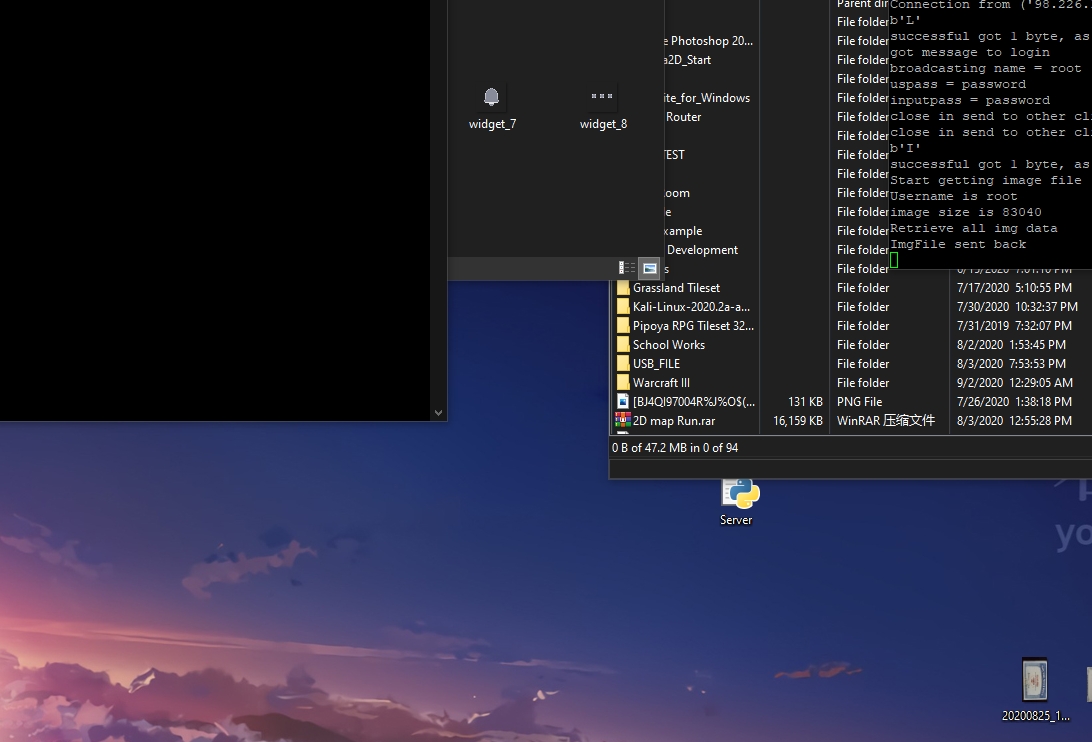 widget_7
widget_8
Parent dir
File folder
File folder
e Photoshop 20...
File folder
a2D_Start
File folder
File folder
ite_for_Windows
File folder
Router
File folder
File folder
TEST
File folder
File folder
oom
File folder
e
File folder
xample
File folder
Development
File folder
s
File folder
Grassland Tileset
File folder
7/17/2020 5:10:55 PM
Kali-Linux-2020.2a-a...
File folder
7/30/2020 10:32:37 PM
Pipoya RPG Tileset 32...
File folder
7/31/2019 7:32:07 PM
School Works
File folder
8/2/2020 1:53:45 PM
USB_FILE
File folder
8/3/2020 7:53:53 PM
Warcraft III
File folder
9/2/2020 12:29:05 AM
[BJ4QI97004R%J%O$(...
131 KB
PNG File
7/26/2020 1:38:18 PM
2D map Run.rar
16,159 KB
WinRAR 压缩文件
8/3/2020 12:55:28 PM
0 B of 47.2 MB in 0 of 94
Connection from ('98.226.
b'L'
successful got 1 byte, as
got message to login
broadcasting name = root
uspass = password
inputpass = password
close in send to other cl
close in send to other cl
b'I'
successful got 1 byte, as
Start getting image file
Username is root
image size is 83040
Retrieve all img data
ImgFile sent back
Server
yo
20200825_1...